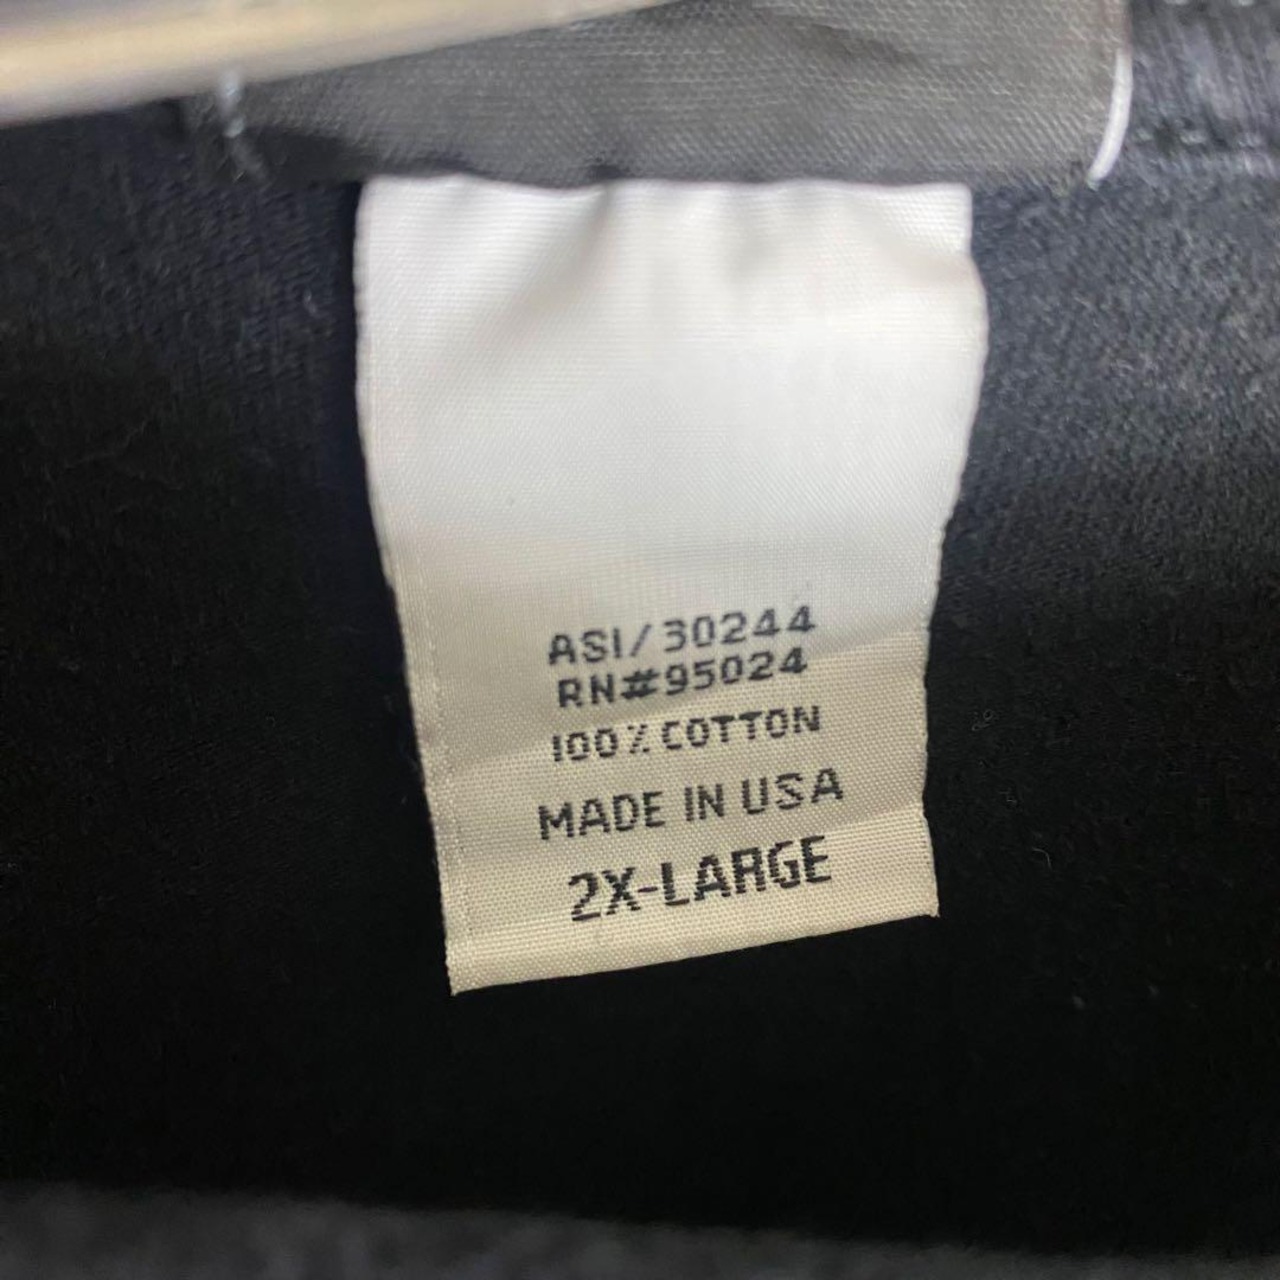 ASI/30244
RN#95024
100% COTTON
MADE IN USA
2X-LARGE